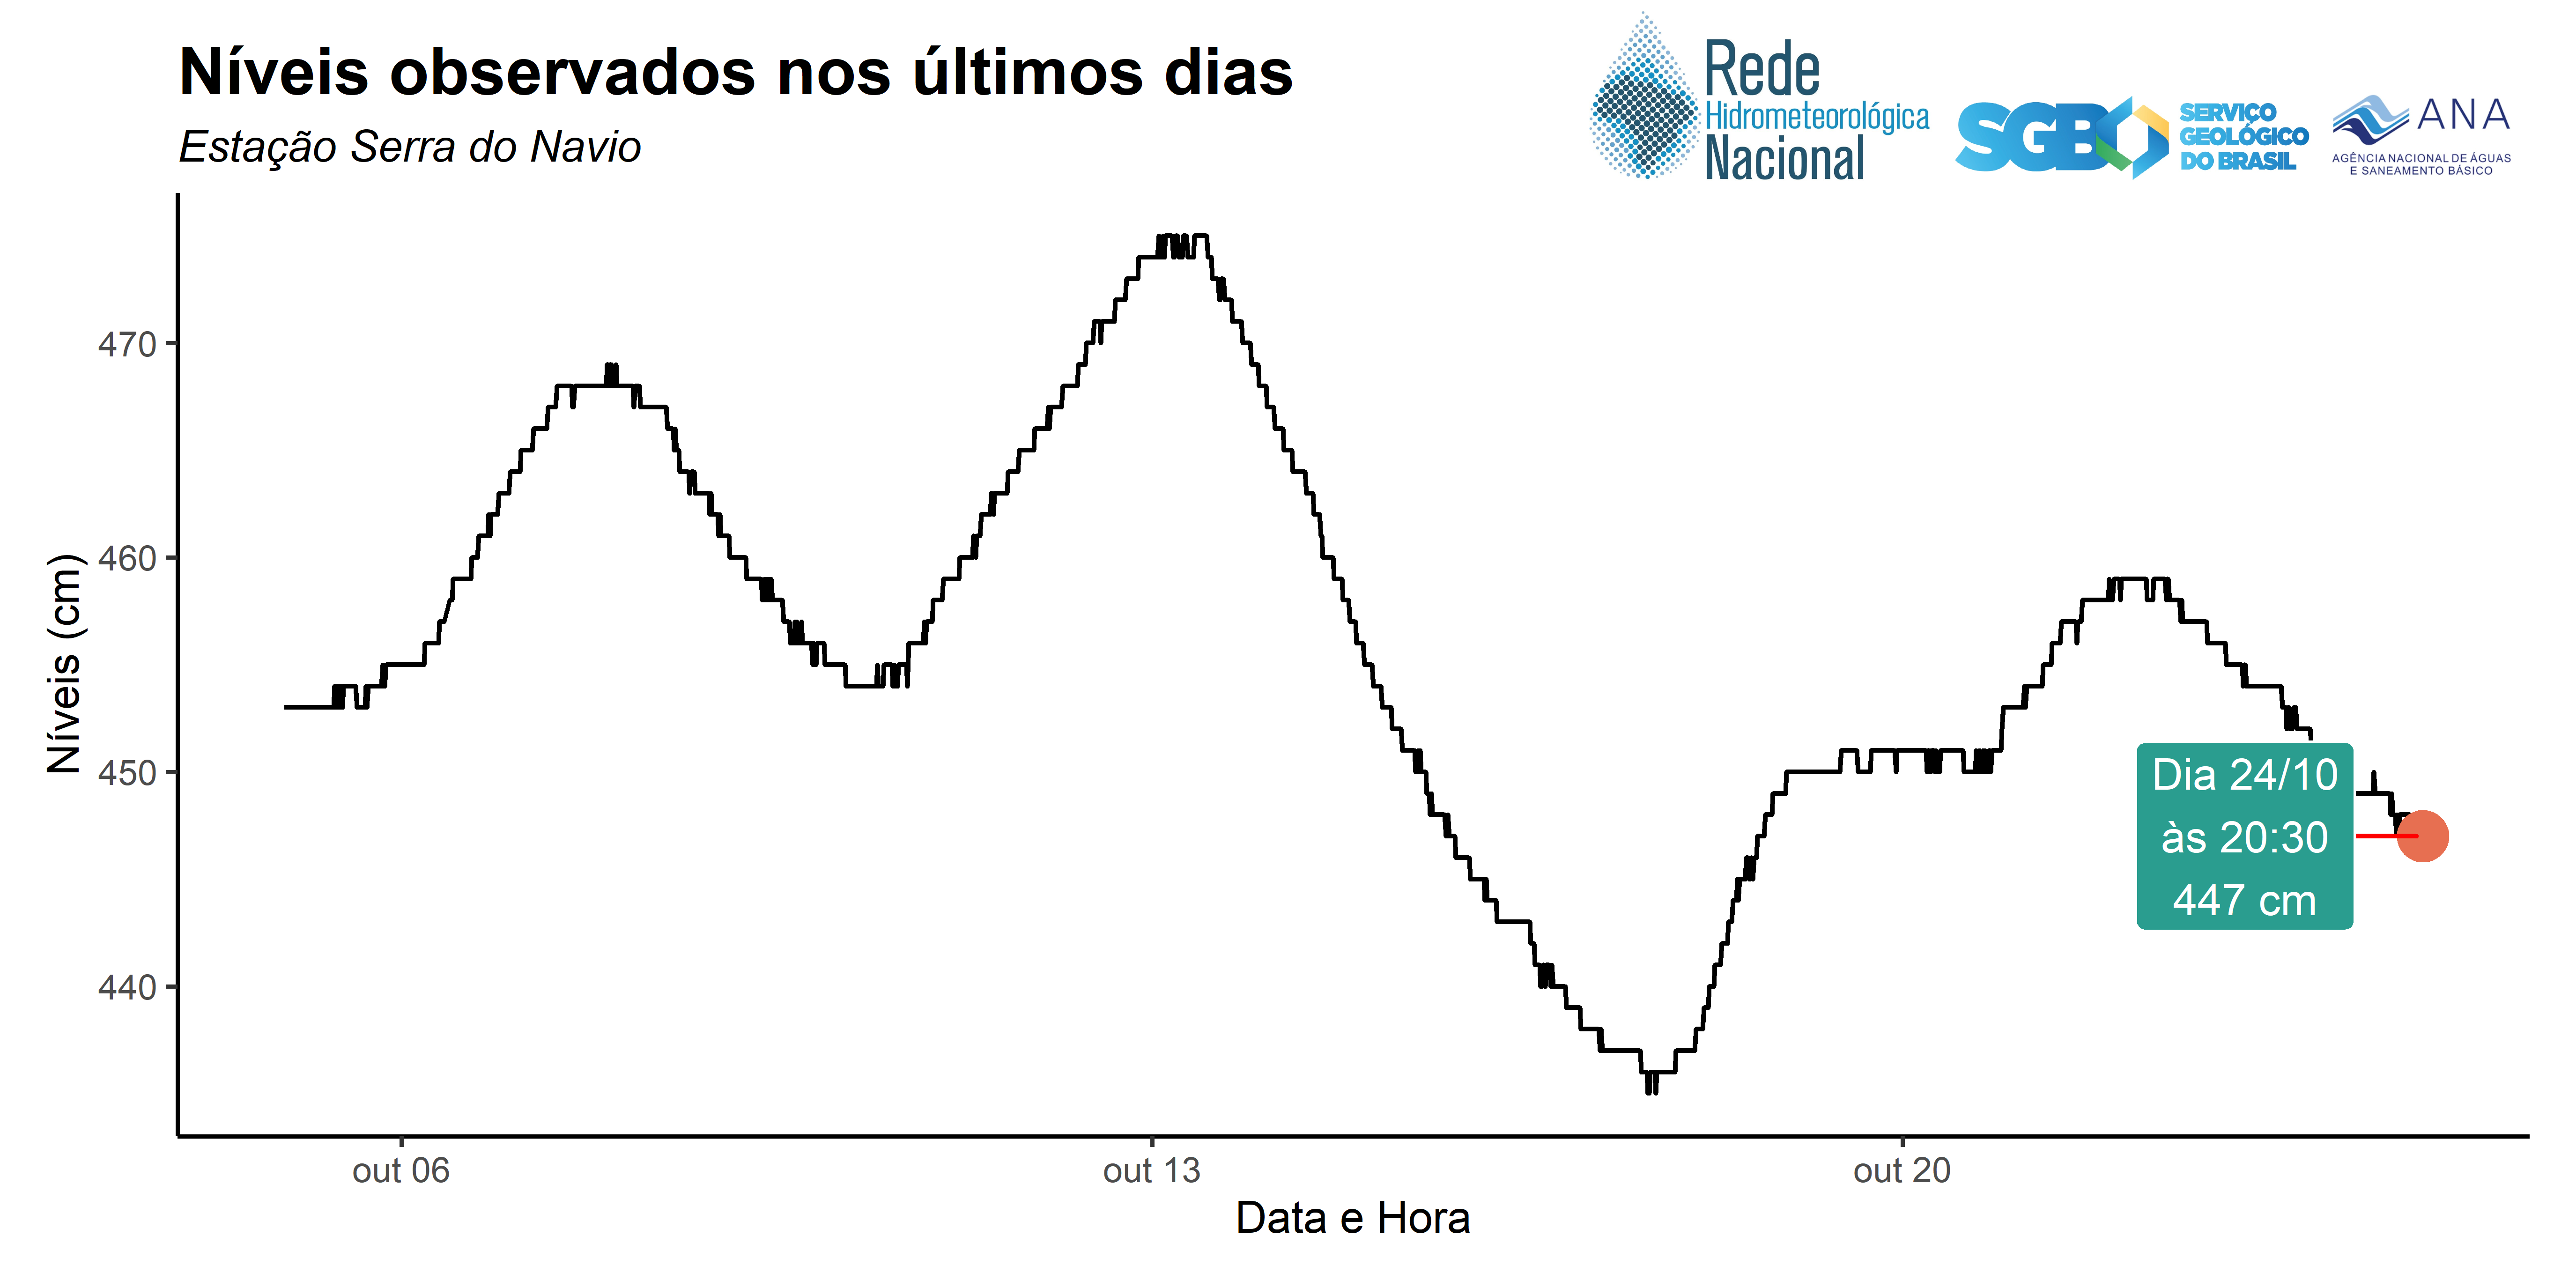 Níveis observados nos últimos dias
Estação Serra do Navio
Rede
Hidrometeorológica
Nacional
SGB
SERVIÇO
GEOLÓGICO
DO BRASIL
ANA
AGÊNCIA NACIONAL DE ÁGUAS
E SANEAMENTO BÁSICO
Níveis (cm)
470
460
450
440
Dia 24/10
às 20:30
447 cm
out 06
out 13
out 20
Data e Hora